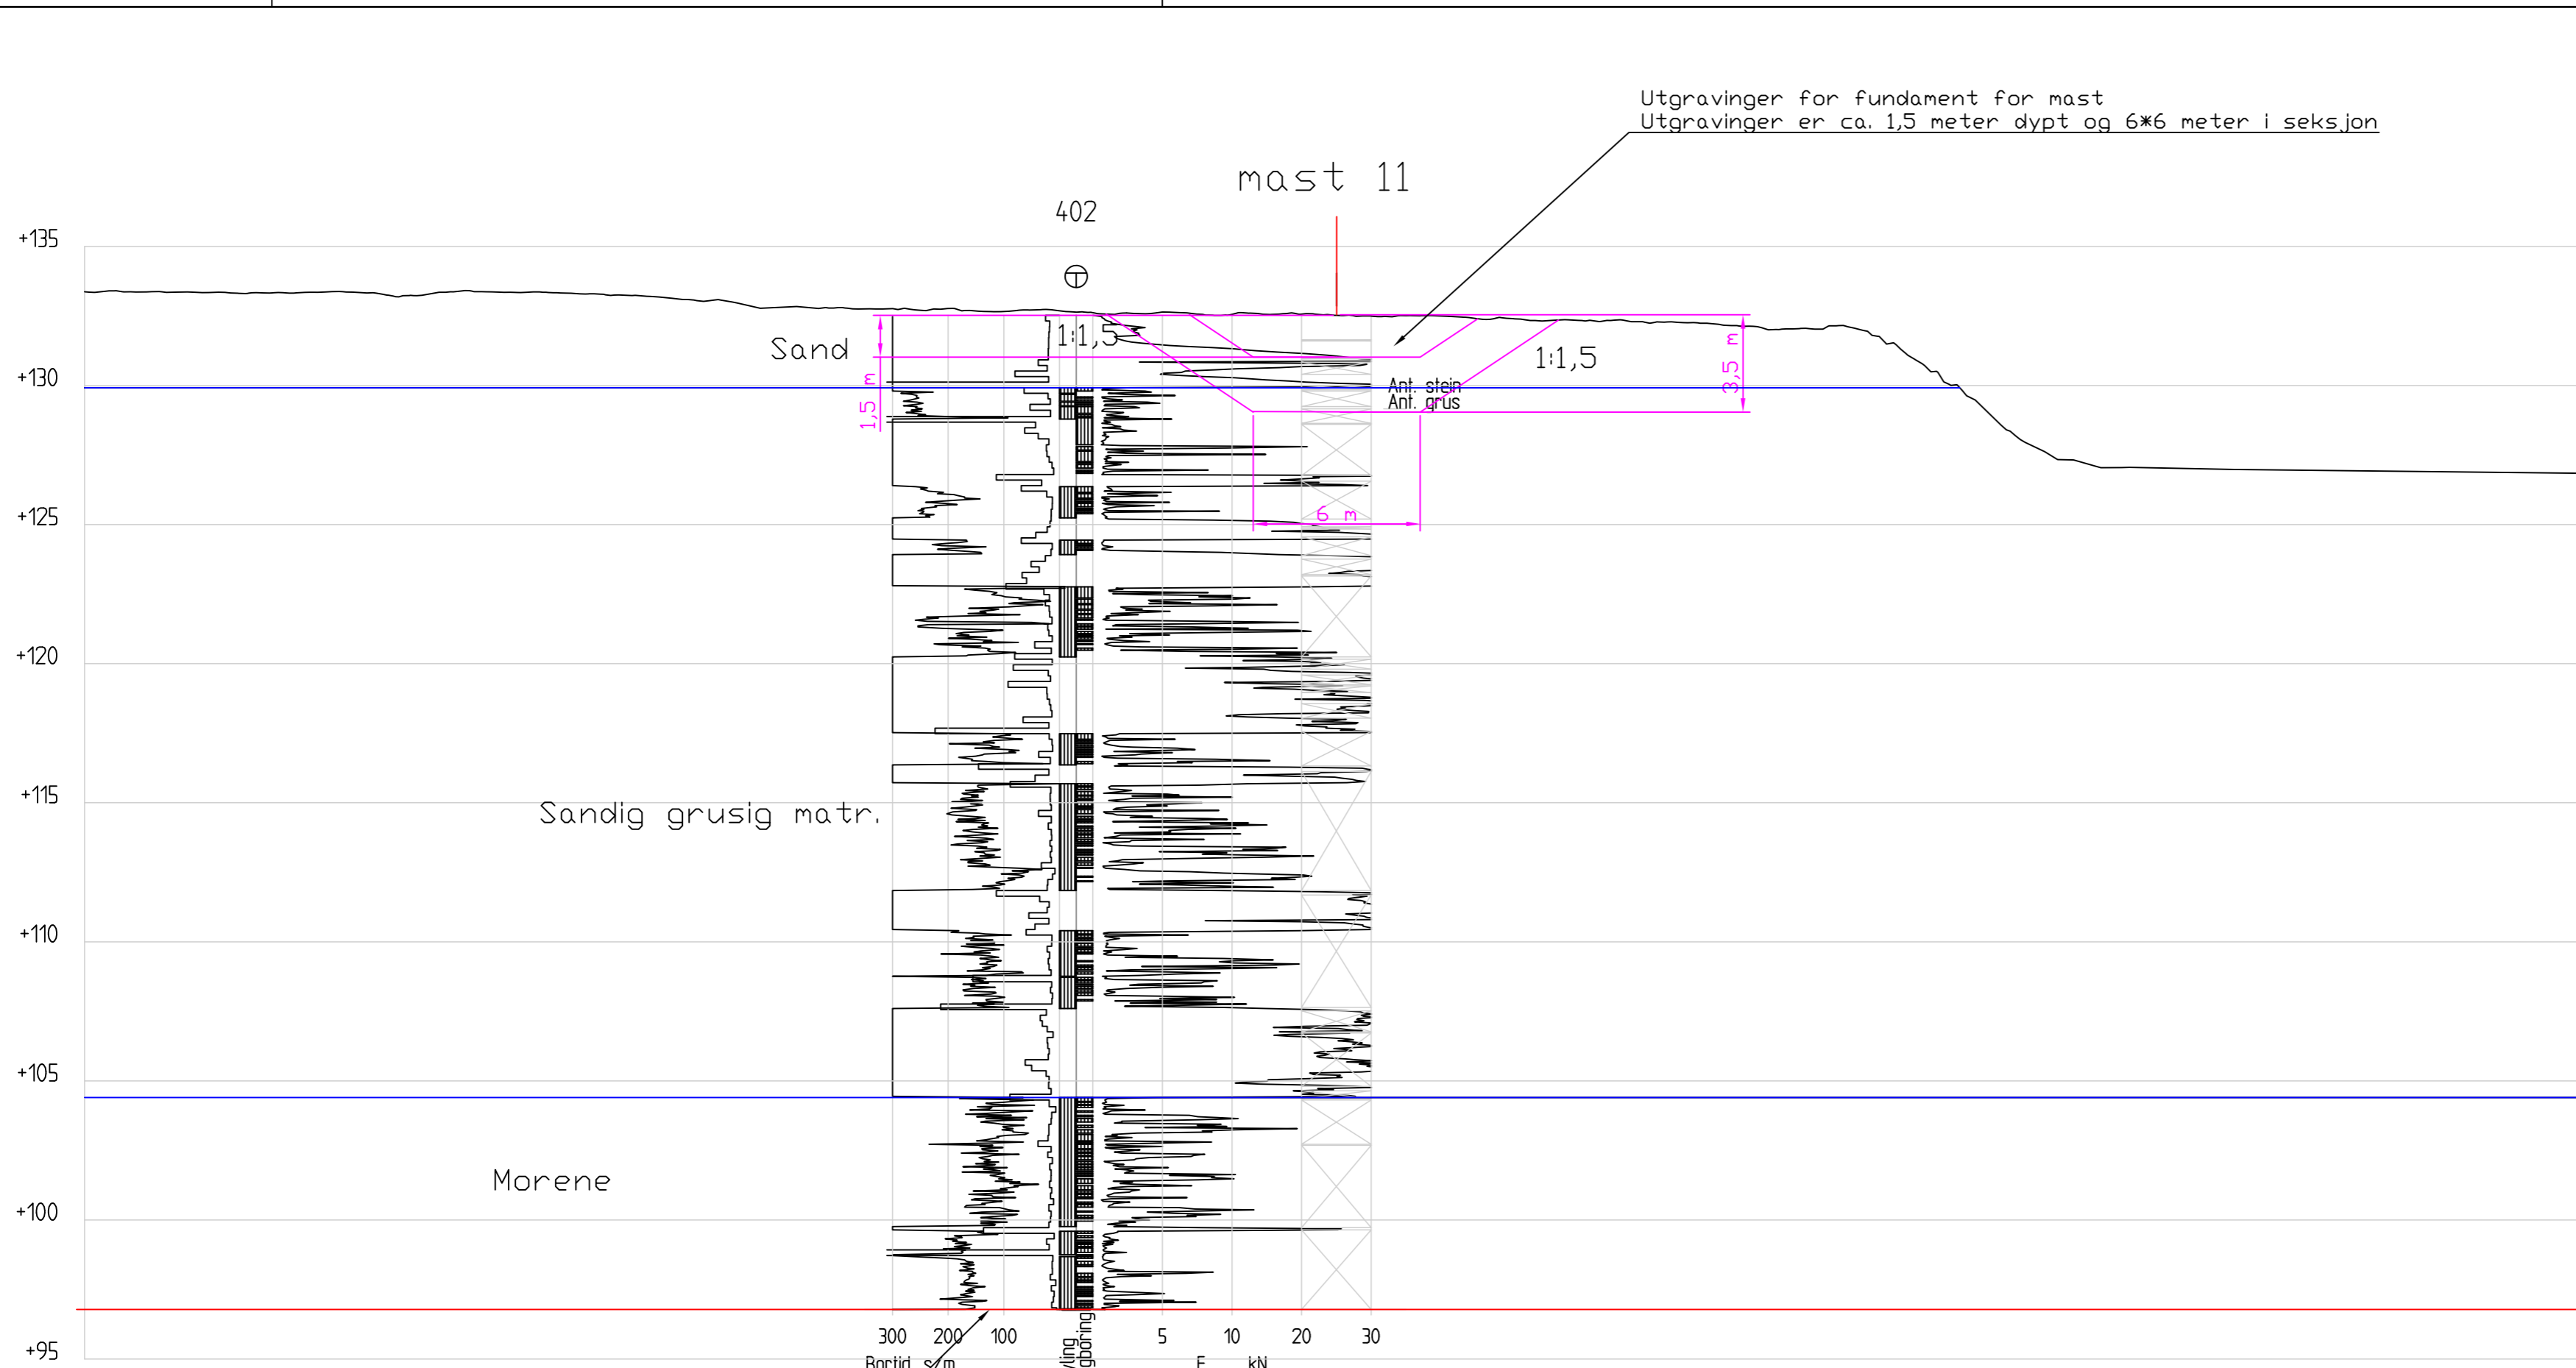 Utgravinger for fundament for mast
Utgravinger er ca. 1,5 meter dypt og 6*6 meter i seksjon
mast 11
402
+135
1:1,5
Sand
1:1,5
3,5 m
+130
Ant. stein
Ant. grus
1,5 m
+125
6 m
+120
+115
Sandig grusig matr.
+110
+105
Morene
+100
300 200 100 5 10 20 30
+95
Bortid s/m
kN